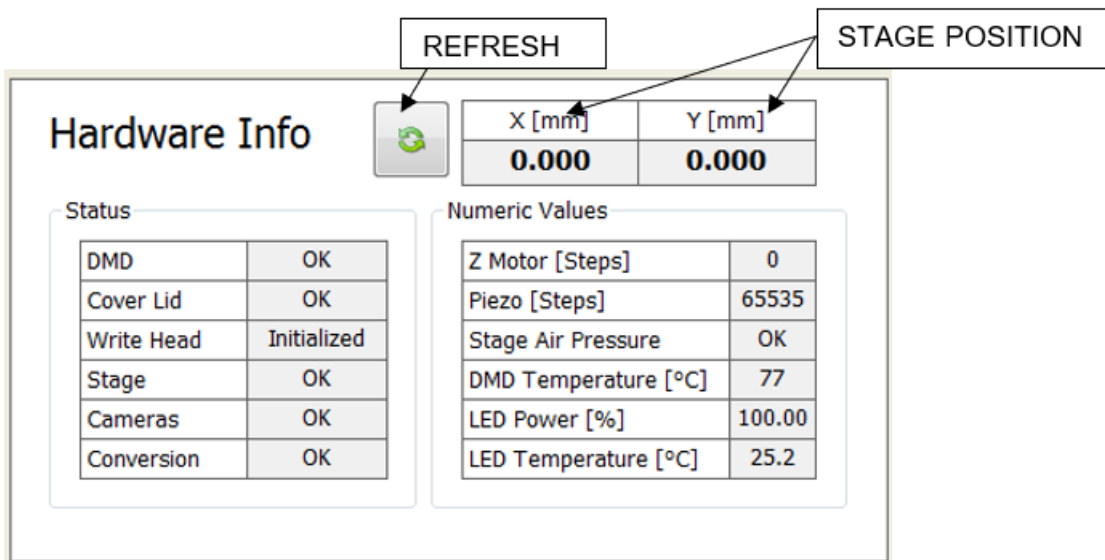 REFRESH
STAGE POSITION
Hardware Info
X [mm] Y [mm]
0.000 0.000
Status
DMD OK
Cover Lid OK
Write Head Initialized
Stage OK
Cameras OK
Conversion OK
Numeric Values
Z Motor [Steps] 0
Piezo [Steps] 65535
Stage Air Pressure OK
DMD Temperature [ºC] 77
LED Power [%] 100.00
LED Temperature [ºC] 25.2